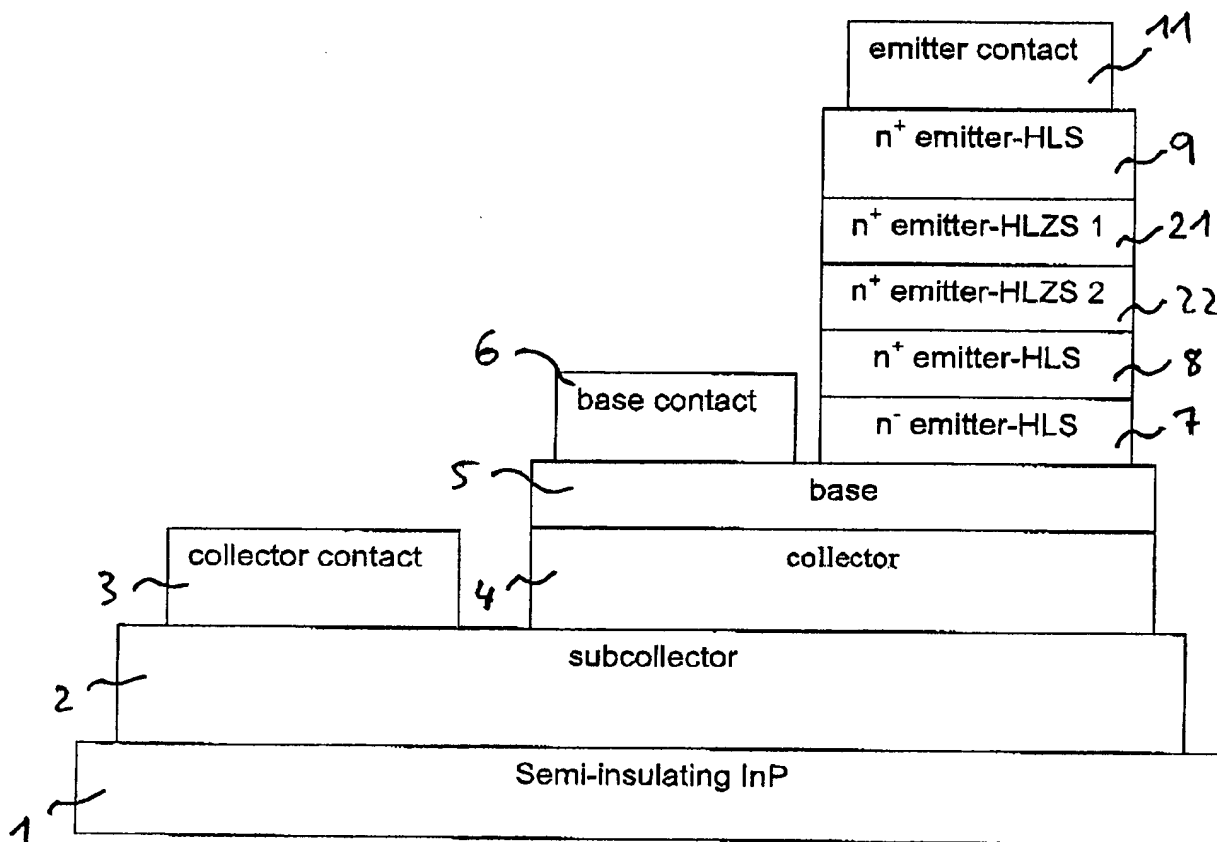 emitter contact 11
n⁺ emitter-HLS 9
n⁺ emitter-HLZS 1 21
n⁺ emitter-HLZS 2 22
n⁺ emitter-HLS 8
6 base contact
n⁻ emitter-HLS 7
5 base
collector contact 3
4 collector
subcollector 2
Semi-insulating InP 1